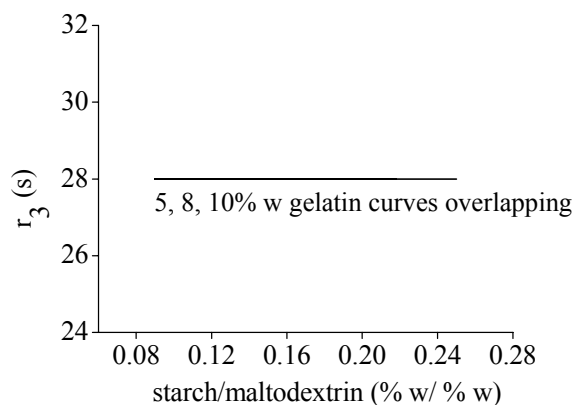 32
30
28
26
24
r3 (s)
5, 8, 10% w gelatin curves overlapping
0.08 0.12 0.16 0.20 0.24 0.28
starch/maltodextrin (% w/ % w)